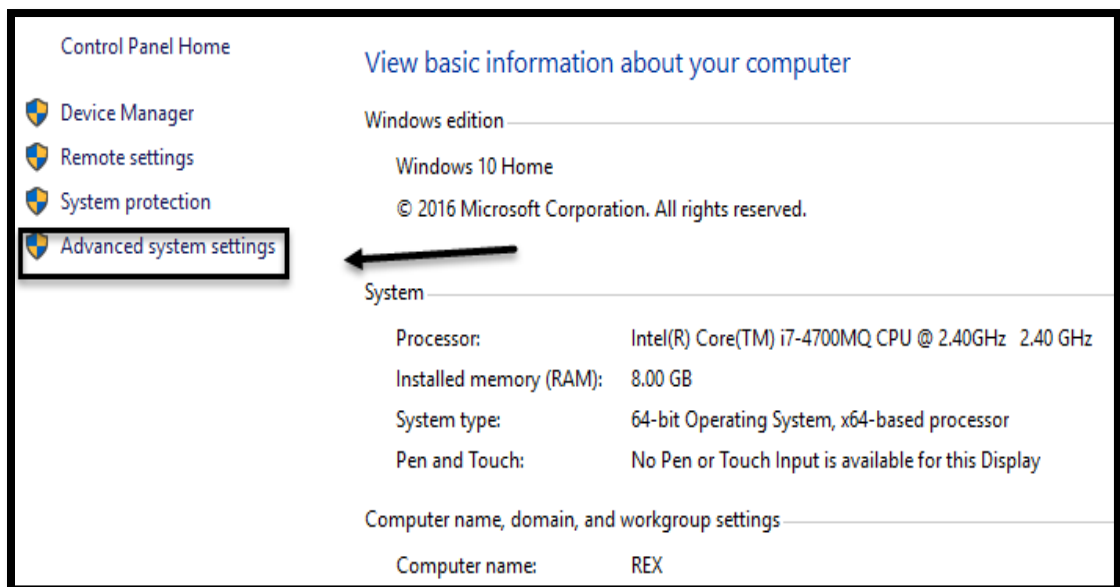 Control Panel Home
Device Manager
Remote settings
System protection
Advanced system settings
View basic information about your computer
Windows edition
Windows 10 Home
© 2016 Microsoft Corporation. All rights reserved.
System
Processor: Intel(R) Core(TM) i7-4700MQ CPU @ 2.40GHz 2.40 GHz
Installed memory (RAM): 8.00 GB
System type: 64-bit Operating System, x64-based processor
Pen and Touch: No Pen or Touch Input is available for this Display
Computer name, domain, and workgroup settings
Computer name: REX